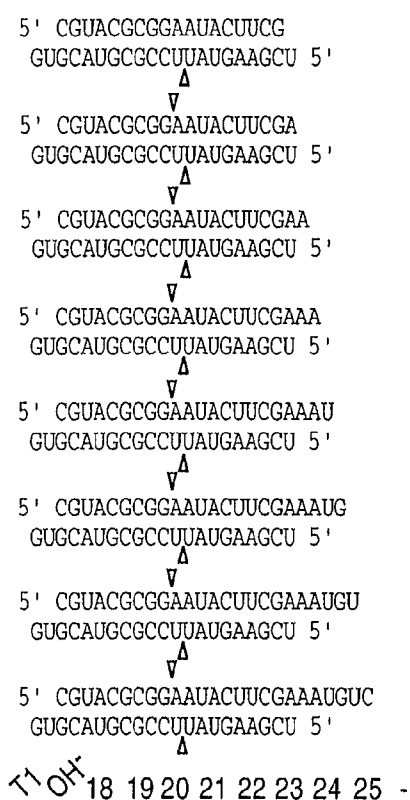 5' CGUACGCGGAAUACUUCG
GUGCAUGCGCCUUAUGAAGCU 5'
5' CGUACGCGGAAUACUUCGA
GUGCAUGCGCCUUAUGAAGCU 5'
5' CGUACGCGGAAUACUUCGAA
GUGCAUGCGCCUUAUGAAGCU 5'
5' CGUACGCGGAAUACUUCGAAA
GUGCAUGCGCCUUAUGAAGCU 5'
5' CGUACGCGGAAUACUUCGAAAU
GUGCAUGCGCCUUAUGAAGCU 5'
5' CGUACGCGGAAUACUUCGAAAUG
GUGCAUGCGCCUUAUGAAGCU 5'
5' CGUACGCGGAAUACUUCGAAAUGU
GUGCAUGCGCCUUAUGAAGCU 5'
5' CGUACGCGGAAUACUUCGAAAUGUC
GUGCAUGCGCCUUAUGAAGCU 5'
T1 OH- 18 19 20 21 22 23 24 25 -